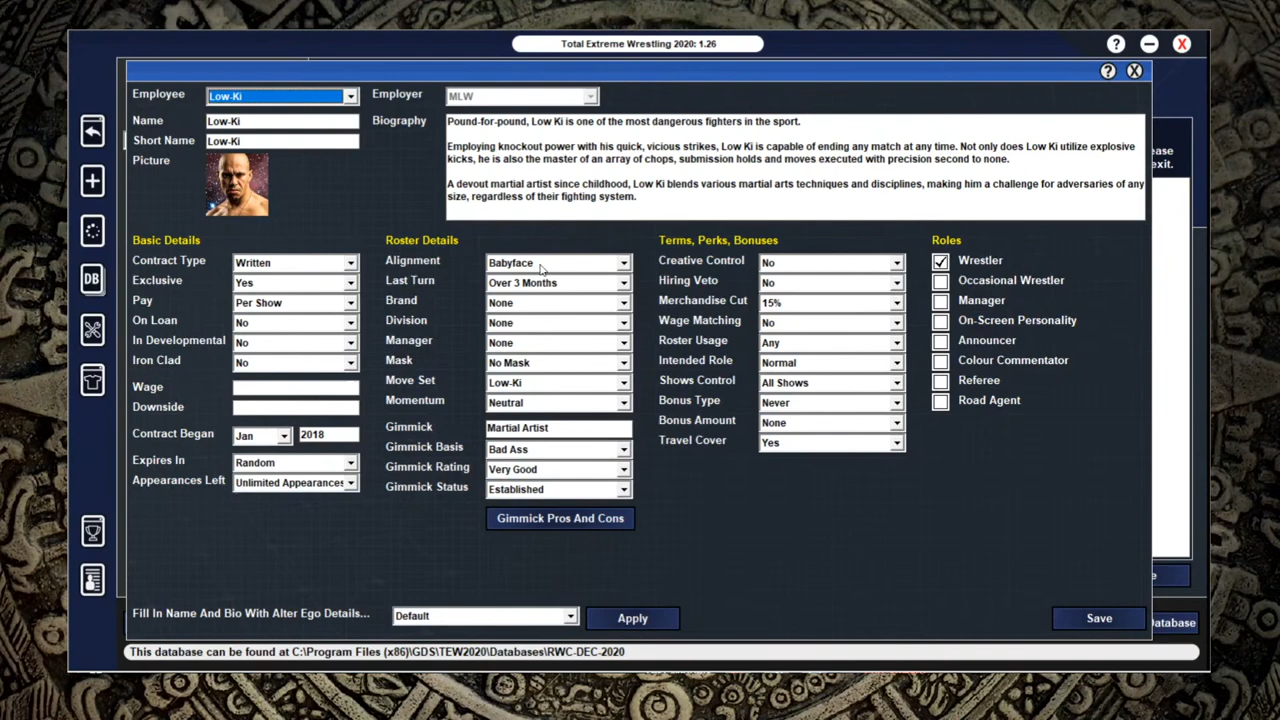 Total Extreme Wrestling 2020: 1.26
? X
? X
Employee Low-Ki Employer MLW
Name Low-Ki Biography
Short Name Low-Ki
Picture
Pound-for-pound, Low Ki is one of the most dangerous fighters in the sport.
Employing knockout power with his quick, vicious strikes, Low Ki is capable of ending any match at any time. Not only does Low Ki utilize explosive
kicks, he is also the master of an array of chops, submission holds and moves executed with precision second to none.
A devout martial artist since childhood, Low Ki blends various martial arts techniques and disciplines, making him a challenge for adversaries of any
size, regardless of their fighting system.
ease
exit.
DB
Basic Details
Contract Type Written
Exclusive Yes
Pay Per Show
On Loan No
In Developmental No
Iron Clad No
Wage
Downside
Contract Began Jan 2018
Expires In Random
Appearances Left Unlimited Appearances
Roster Details
Alignment Babyface
Last Turn Over 3 Months
Brand None
Division None
Manager None
Mask No Mask
Move Set Low-Ki
Momentum Neutral
Gimmick Martial Artist
Gimmick Basis Bad Ass
Gimmick Rating Very Good
Gimmick Status Established
Gimmick Pros And Cons
Terms, Perks, Bonuses
Creative Control No
Hiring Veto No
Merchandise Cut 15%
Wage Matching No
Roster Usage Any
Intended Role Normal
Shows Control All Shows
Bonus Type Never
Bonus Amount None
Travel Cover Yes
Roles
Wrestler
Occasional Wrestler
Manager
On-Screen Personality
Announcer
Colour Commentator
Referee
Road Agent
e
Fill In Name And Bio With Alter Ego Details... Default Apply Save
atabase
This database can be found at C:\Program Files (x86)\GDS\TEW2020\Databases\RWC-DEC-2020